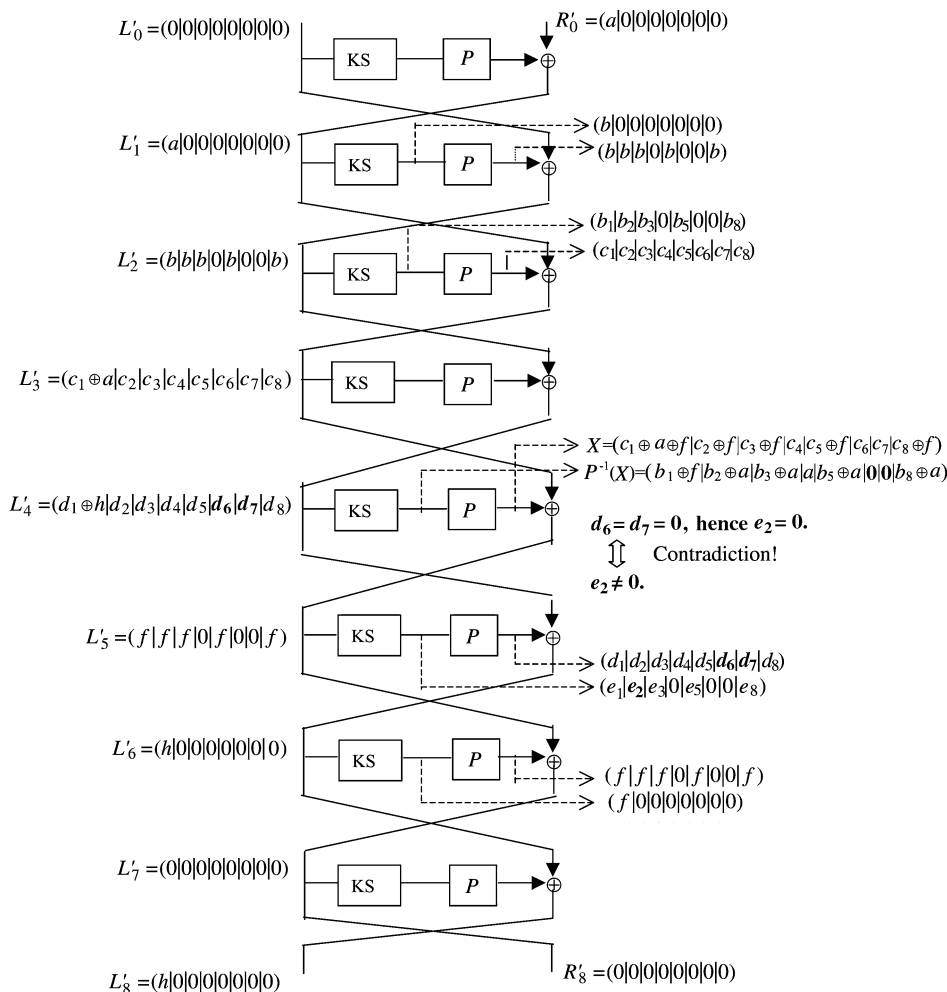 L′₀ =(0|0|0|0|0|0|0|0)
R′₀ =(a|0|0|0|0|0|0|0)
KS
P
⊕
L′₁ =(a|0|0|0|0|0|0|0)
(b|0|0|0|0|0|0|0)
(b|b|b|0|b|0|0|b)
KS
P
⊕
(b₁|b₂|b₃|0|b₅|0|0|b₈)
L′₂ =(b|b|b|0|b|0|0|b)
(c₁|c₂|c₃|c₄|c₅|c₆|c₇|c₈)
KS
P
⊕
L′₃ =(c₁⊕a|c₂|c₃|c₄|c₅|c₆|c₇|c₈)
KS
P
⊕
X=(c₁⊕a⊕f|c₂⊕f|c₃⊕f|c₄|c₅⊕f|c₆|c₇|c₈⊕f)
P⁻¹(X)=(b₁⊕f|b₂⊕a|b₃⊕a|a|b₅⊕a|0|0|b₈⊕a)
L′₄ =(d₁⊕h|d₂|d₃|d₄|d₅|d₆|d₇|d₈)
KS
P
⊕
d₆= d₇= 0, hence e₂= 0.
Contradiction!
e₂≠ 0.
L′₅ =(f|f|f|0|f|0|0|f)
KS
P
⊕
(d₁|d₂|d₃|d₄|d₅|d₆|d₇|d₈)
(e₁|e₂|e₃|0|e₅|0|0|e₈)
L′₆ =(h|0|0|0|0|0|0|0)
KS
P
⊕
(f|f|f|0|f|0|0|f)
(f|0|0|0|0|0|0|0)
L′₇ =(0|0|0|0|0|0|0|0)
KS
P
⊕
L′₈ =(h|0|0|0|0|0|0|0)
R′₈ =(0|0|0|0|0|0|0|0)